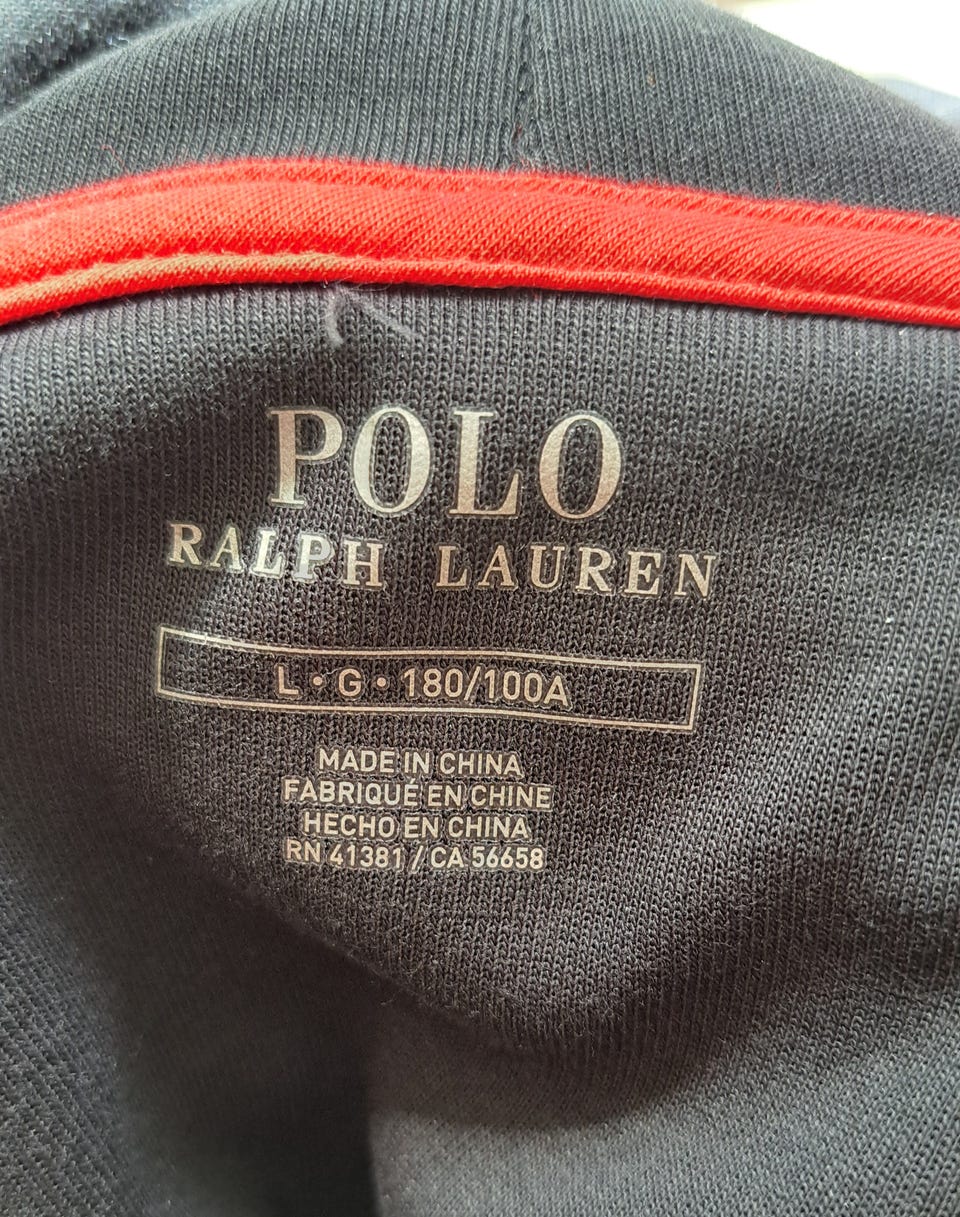 POLO
RALPH LAUREN
L • G • 180/100A
MADE IN CHINA
FABRIQUÉ EN CHINE
HECHO EN CHINA
RN 41381 / CA 56658